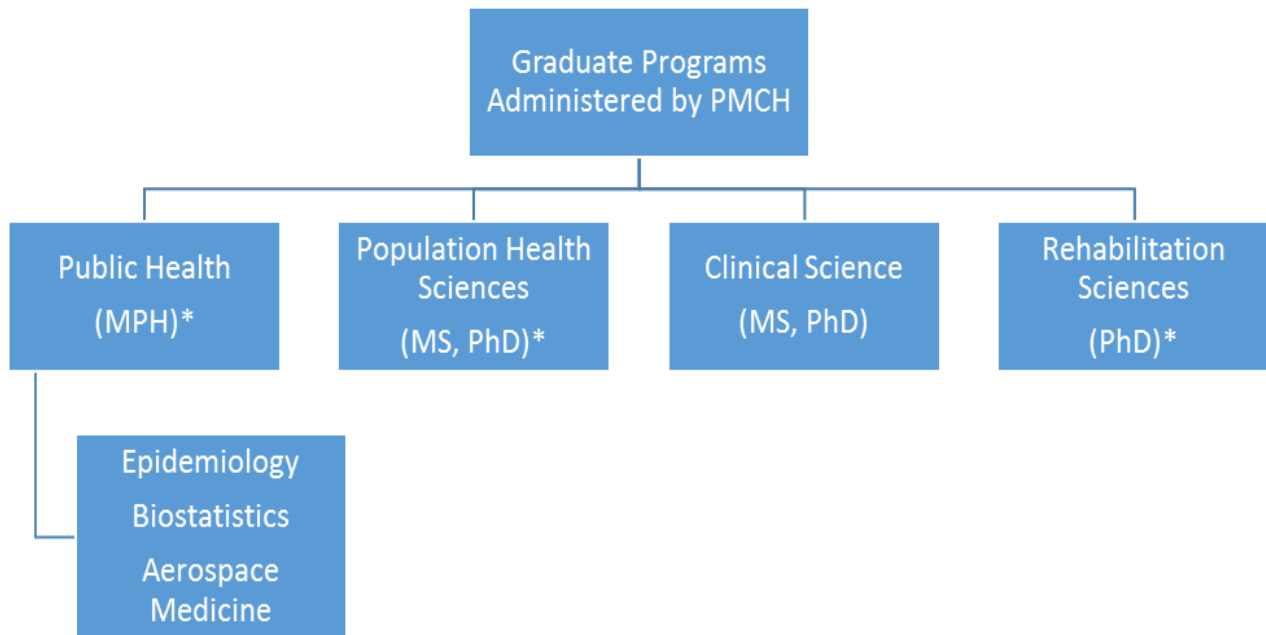 Graduate Programs
Administered by PMCH
Public Health
(MPH)*
Population Health
Sciences
(MS, PhD)*
Clinical Science
(MS, PhD)
Rehabilitation
Sciences
(PhD)*
Epidemiology
Biostatistics
Aerospace
Medicine